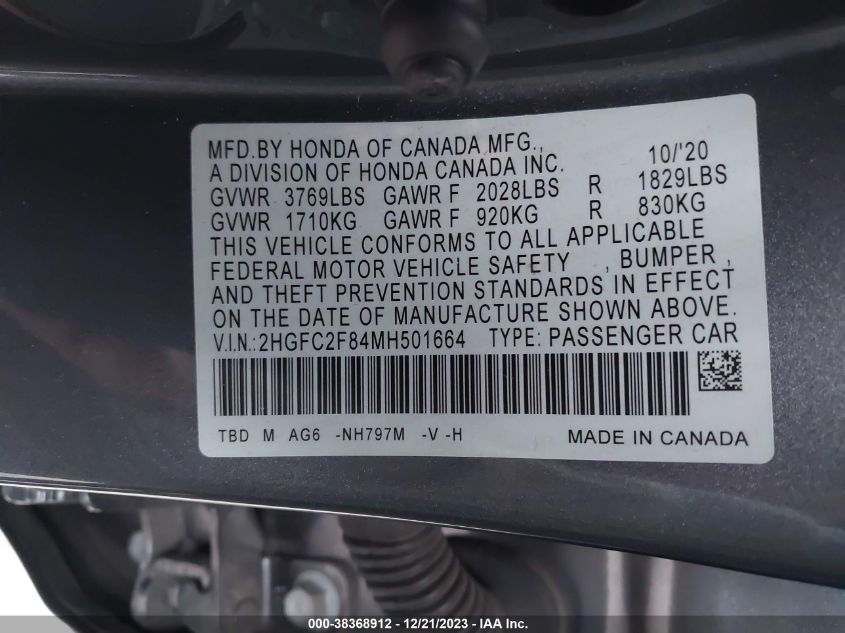 MFD.BY HONDA OF CANADA MFG., 10/'20
A DIVISION OF HONDA CANADA INC.
GVWR 3769LBS GAWR F 2028LBS R 1829LBS
GVWR 1710KG GAWR F 920KG R 830KG
THIS VEHICLE CONFORMS TO ALL APPLICABLE
FEDERAL MOTOR VEHICLE SAFETY , BUMPER ,
AND THEFT PREVENTION STANDARDS IN EFFECT
ON THE DATE OF MANUFACTURE SHOWN ABOVE.
V.I.N.:2HGFC2F84MH501664 TYPE: PASSENGER CAR
TBD M AG6 -NH797M -V -H MADE IN CANADA
000-38368912 - 12/21/2023 - IAA Inc.